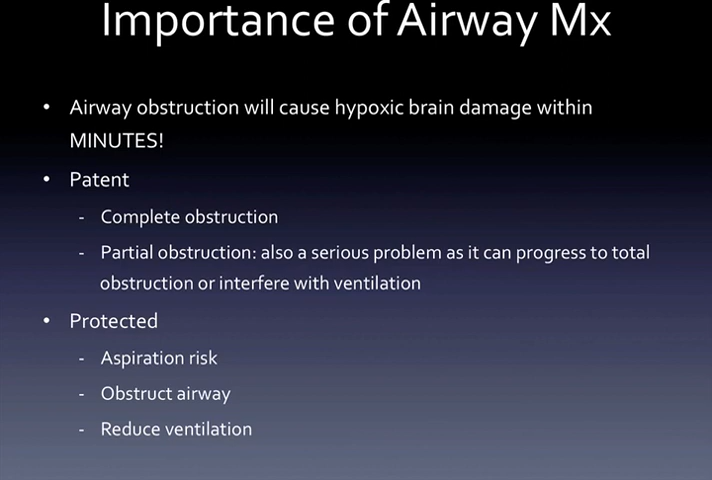 Importance of Airway Mx
• Airway obstruction will cause hypoxic brain damage within
MINUTES!
• Patent
- Complete obstruction
- Partial obstruction: also a serious problem as it can progress to total
obstruction or interfere with ventilation
• Protected
- Aspiration risk
- Obstruct airway
- Reduce ventilation